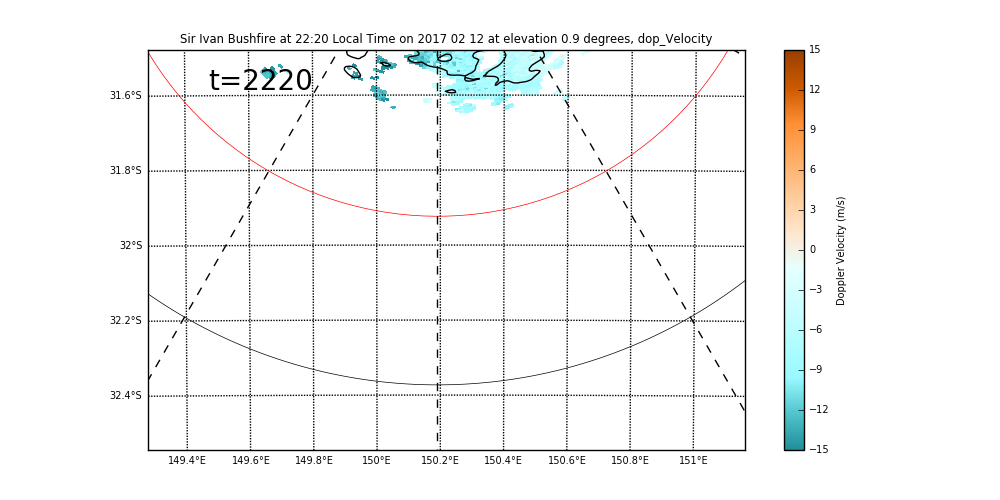 Sir Ivan Bushfire at 22:20 Local Time on 2017 02 12 at elevation 0.9 degrees, dop_Velocity
t=2220
31.6°S
31.8°S
32°S
32.2°S
32.4°S
149.4°E 149.6°E 149.8°E 150°E 150.2°E 150.4°E 150.6°E 150.8°E 151°E
15
12
9
6
3
0
−3
−6
−9
−12
−15
Doppler Velocity (m/s)